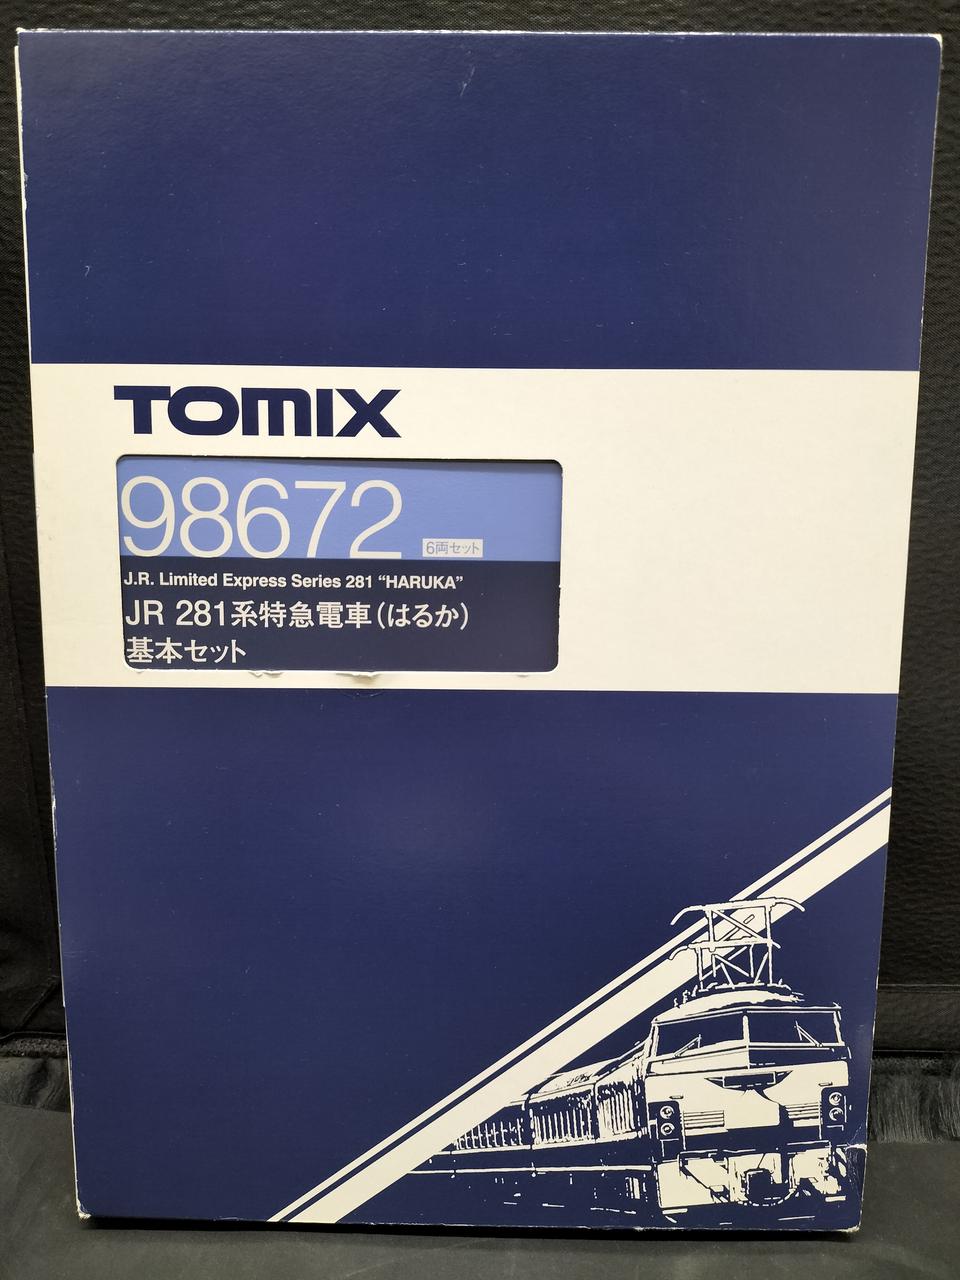 TOMIX
98672 6両セット
J.R. Limited Express Series 281 “HARUKA”
JR 281系特急電車(はるか)
基本セット